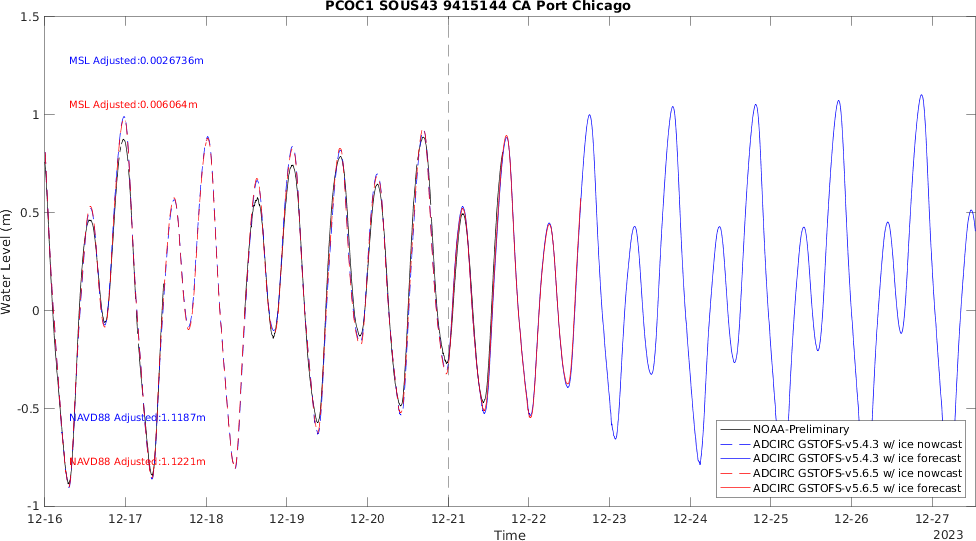 PCOC1 SOUS43 9415144 CA Port Chicago
1.5
MSL Adjusted:0.0026736m
MSL Adjusted:0.006064m
1
0.5
Water Level (m)
0
-0.5
NAVD88 Adjusted:1.1187m
NAVD88 Adjusted:1.1221m
-1
NOAA-Preliminary
ADCIRC GSTOFS-v5.4.3 w/ ice nowcast
ADCIRC GSTOFS-v5.4.3 w/ ice forecast
ADCIRC GSTOFS-v5.6.5 w/ ice nowcast
ADCIRC GSTOFS-v5.6.5 w/ ice forecast
12-16 12-17 12-18 12-19 12-20 12-21 12-22 12-23 12-24 12-25 12-26 12-27
Time
2023